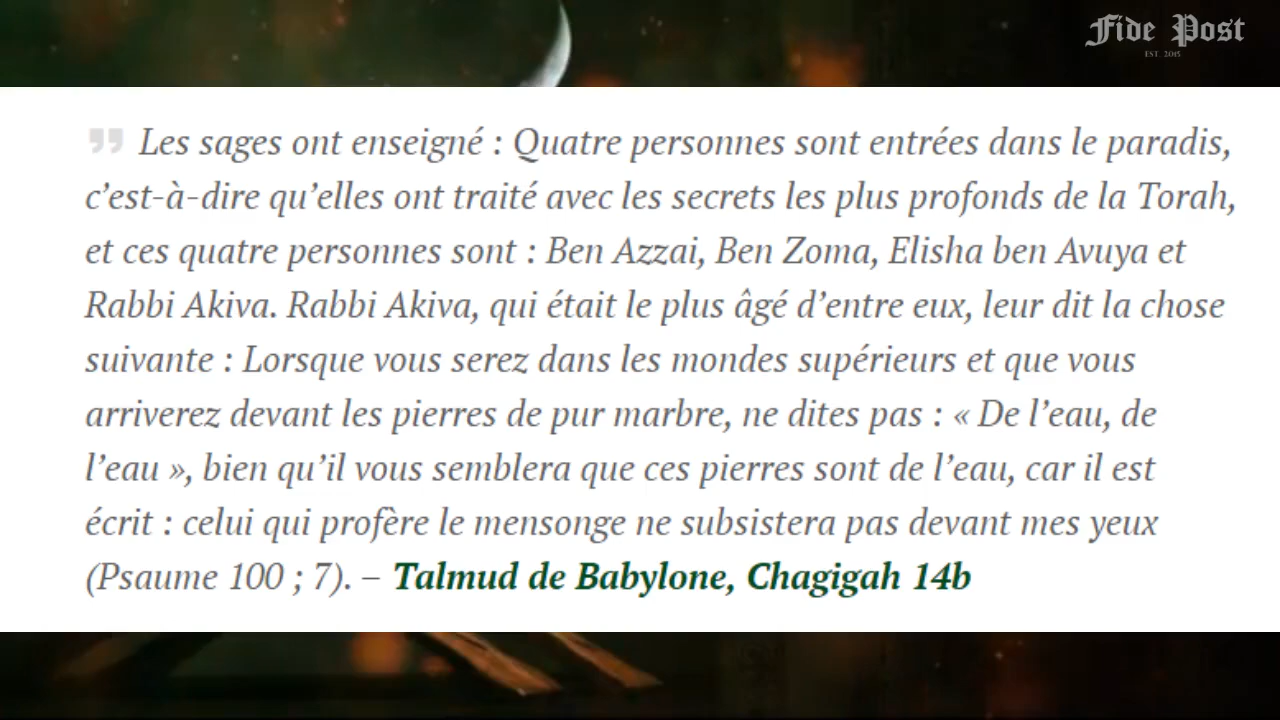 Fide Post
EST. 2015
” Les sages ont enseigné : Quatre personnes sont entrées dans le paradis,
c’est-à-dire qu’elles ont traité avec les secrets les plus profonds de la Torah,
et ces quatre personnes sont : Ben Azzai, Ben Zoma, Elisha ben Avuya et
Rabbi Akiva. Rabbi Akiva, qui était le plus âgé d’entre eux, leur dit la chose
suivante : Lorsque vous serez dans les mondes supérieurs et que vous
arriverez devant les pierres de pur marbre, ne dites pas : « De l’eau, de
l’eau », bien qu’il vous semblera que ces pierres sont de l’eau, car il est
écrit : celui qui profère le mensonge ne subsistera pas devant mes yeux
(Psaume 100 ; 7). – Talmud de Babylone, Chagigah 14b